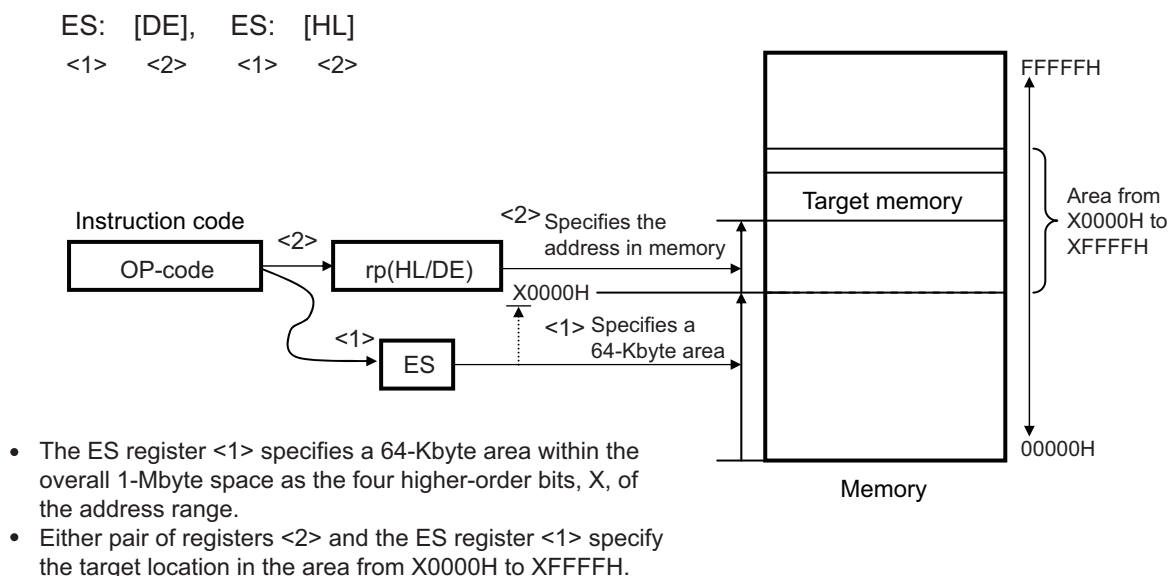 ES: [DE], ES: [HL]
<1> <2> <1> <2>
FFFFFH
Target memory
Area from
X0000H to
XFFFFH
Instruction code
OP-code
<2>
rp(HL/DE)
<2> Specifies the
address in memory
X0000H
<1> Specifies a
64-Kbyte area
<1>
ES
00000H
Memory
• The ES register <1> specifies a 64-Kbyte area within the
overall 1-Mbyte space as the four higher-order bits, X, of
the address range.
• Either pair of registers <2> and the ES register <1> specify
the target location in the area from X0000H to XFFFFH.